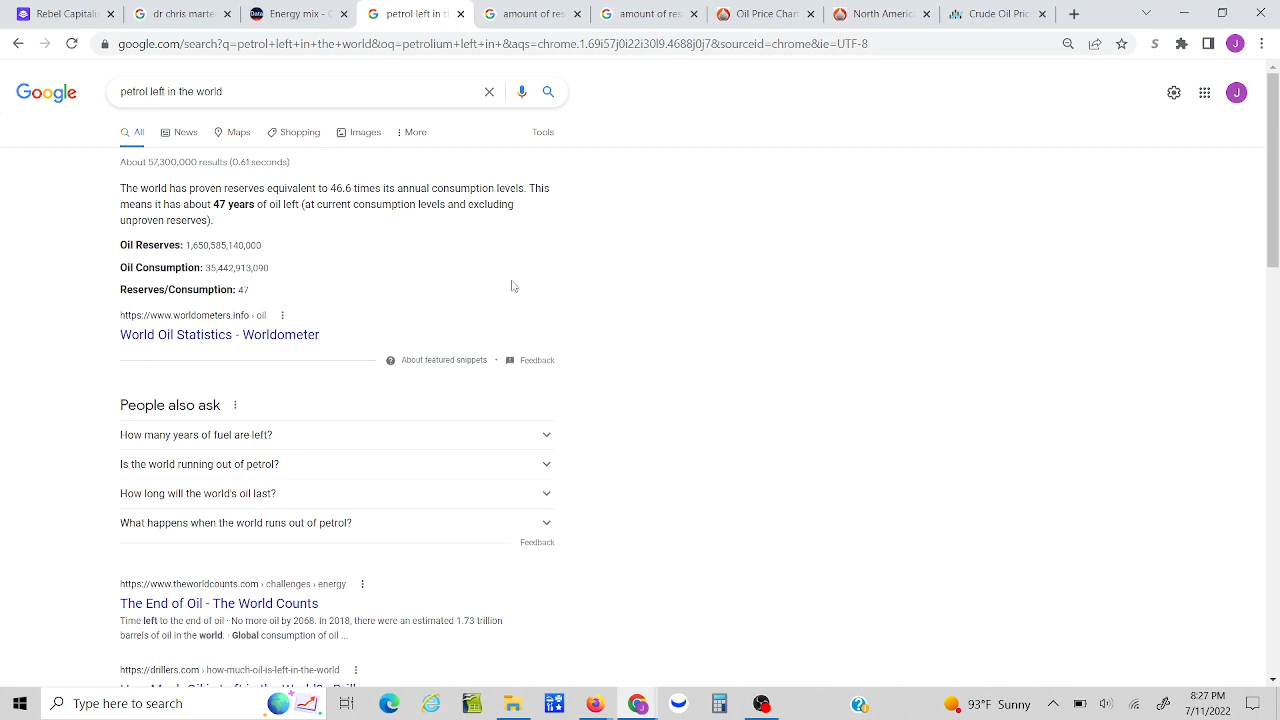 Rebel Capitali
dr cdris marter
Data
Energy mix - O
petrol left in t
amount of res
amount of res
Oil Price Char
North America
Crude Oil Pric
google.com/search?q=petrol+left+in+the+world&oq=petrolium+left+in+&aqs=chrome.1.69i57j0i22i30l9.4688j0j7&sourceid=chrome&ie=UTF-8
S
J
Google
petrol left in the world
J
All
News
Maps
Shopping
Images
More
Tools
About 57,300,000 results (0.61 seconds)
The world has proven reserves equivalent to 46.6 times its annual consumption levels. This
means it has about 47 years of oil left (at current consumption levels and excluding
unproven reserves).
Oil Reserves: 1,650,585,140,000
Oil Consumption: 35,442,913,090
Reserves/Consumption: 47
https://www.worldometers.info › oil
World Oil Statistics - Worldometer
About featured snippets • Feedback
People also ask
How many years of fuel are left?
Is the world running out of petrol?
How long will the world's oil last?
What happens when the world runs out of petrol?
Feedback
https://www.theworldcounts.com › challenges › energy
The End of Oil - The World Counts
Time left to the end of oil · No more oil by 2068. In 2018, there were an estimated 1.73 trillion
barrels of oil in the world. · Global consumption of oil ...
https://drillers.com › how-much-oil-is-left-in-the-world
Type here to search
93°F Sunny
8:27 PM
7/11/2022